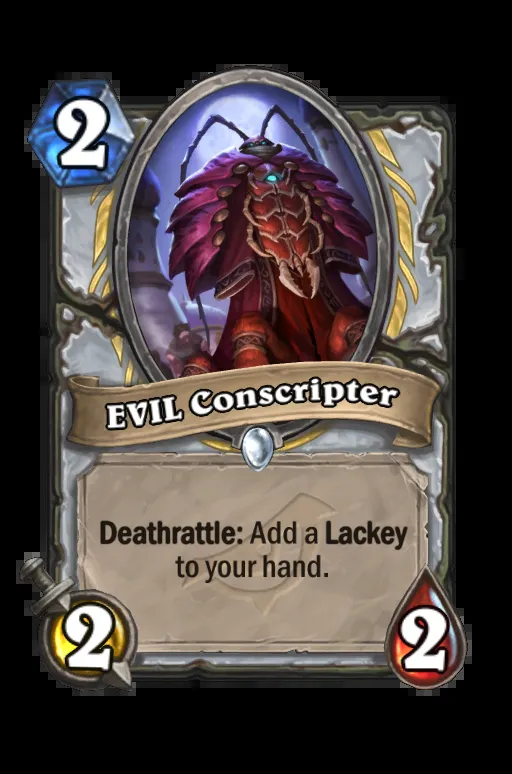 2
EVIL Conscripter
Deathrattle: Add a Lackey
to your hand.
2
2